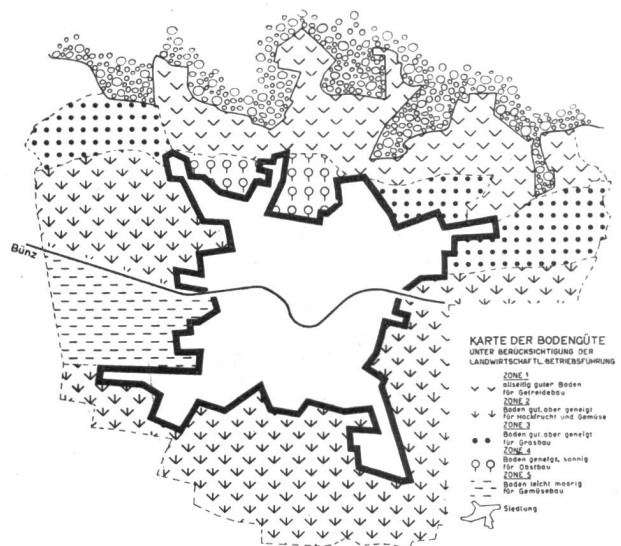 Bünz
KARTE DER BODENGÜTE
UNTER BERÜCKSICHTIGUNG DER
LANDWIRTSCHAFTL. BETRIEBSFÜHRUNG
ZONE 1
allseitig guter Boden
für Getreidebau
ZONE 2
Boden gut, aber geneigt
für Hackfrucht und Gemüse
ZONE 3
Boden gut, aber geneigt
für Grasbau
ZONE 4
Boden geneigt, sonnig
für Obstbau
ZONE 5
Boden leicht moorig
für Gemüsebau
Siedlung